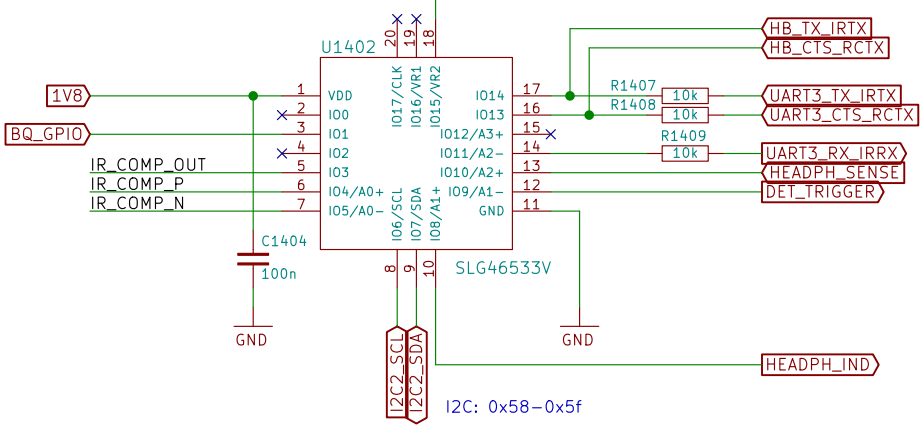 HB_TX_IRTX
HB_CTS_RCTX
U1402
20
19
18
IO17/CLK
IO16/VR1
IO15/VR2
1V8
1
VDD
IO14
17
R1407
10k
UART3_TX_IRTX
2
IO0
IO13
16
R1408
10k
UART3_CTS_RCTX
BQ_GPIO
3
IO1
IO12/A3+
15
4
IO2
IO11/A2-
14
R1409
10k
UART3_RX_IRRX
IR_COMP_OUT
5
IO3
IO10/A2+
13
HEADPH_SENSE
IR_COMP_P
6
IO4/A0+
IO9/A1-
12
DET_TRIGGER
IR_COMP_N
7
IO5/A0-
GND
11
IO6/SCL
IO7/SDA
IO8/A1+
8
9
10
SLG46533V
C1404
100n
GND
GND
I2C2_SCL
I2C2_SDA
HEADPH_IND
I2C: 0x58-0x5f